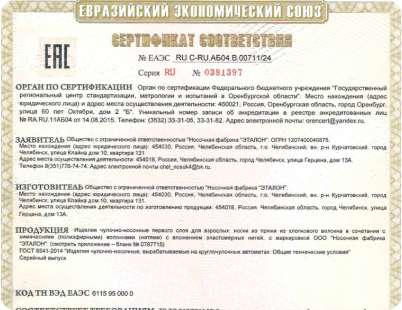 ЕВРАЗИЙСКИЙ ЭКОНОМИЧЕСКИЙ СОЮЗ
СЕРТИФИКАТ СООТВЕТСТВИЯ
ЕАС
№ ЕАЭС RU С-RU.АБ04.В.00711/24
Серия RU № 0381397
ОРГАН ПО СЕРТИФИКАЦИИ Орган по сертификации Федерального бюджетного учреждения "Государственный
региональный центр стандартизации, метрологии и испытаний в Оренбургской области". Место нахождения (адрес
юридического лица) и адрес места осуществления деятельности: 460021, Россия, Оренбургская область, город Оренбург,
улица 60 лет Октября, дом 2 "Б". Уникальный номер записи об аккредитации в реестре аккредитованных лиц
№ RA.RU.11АБ04 от 14.08.2015. Телефон: (3532) 33-31-05, 33-31-82. Адрес электронной почты: orencert@yandex.ru.
ЗАЯВИТЕЛЬ Общество с ограниченной ответственностью "Носочная фабрика "ЭТАЛОН". ОГРН 1207400045875.
Место нахождения (адрес юридического лица): 454030, Россия, Челябинская область, г.о. Челябинский, вн. р-н Курчатовский, г. Челябинск,
улица Клайна дом 10, квартира 131.
Адрес места осуществления деятельности: 454018, Россия, Челябинская область, город Челябинск, улица Герцена, дом 13А.
Телефон 8(351)776-74-74. Адрес электронной почты chel_nosok4@bk.ru.
ИЗГОТОВИТЕЛЬ Общество с ограниченной ответственностью "Носочная фабрика "ЭТАЛОН".
Место нахождения (адрес юридического лица): 454030, Россия, Челябинская область, г.о. Челябинский, вн. р-н Курчатовский, г. Челябинск,
улица Клайна дом 10, квартира 131.
Адрес места осуществления деятельности по изготовлению продукции: 454018, Россия, Челябинская область, город Челябинск, улица
Герцена, дом 13А.
ПРОДУКЦИЯ Изделия чулочно-носочные первого слоя для взрослых: носки из пряжи из хлопкового волокна в сочетании с
химическими (полиэфирными) волокнами (нитями) с вложением эластомерных нитей, с маркировкой ООО "Носочная фабрика
"ЭТАЛОН". (смотреть приложение – бланк № 0787715)
ГОСТ 8541-2014 "Изделия чулочно-носочные, вырабатываемые на круглочулочных автоматах. Общие технические условия"
Серийный выпуск
КОД ТН ВЭД ЕАЭС 6115 95 000 0